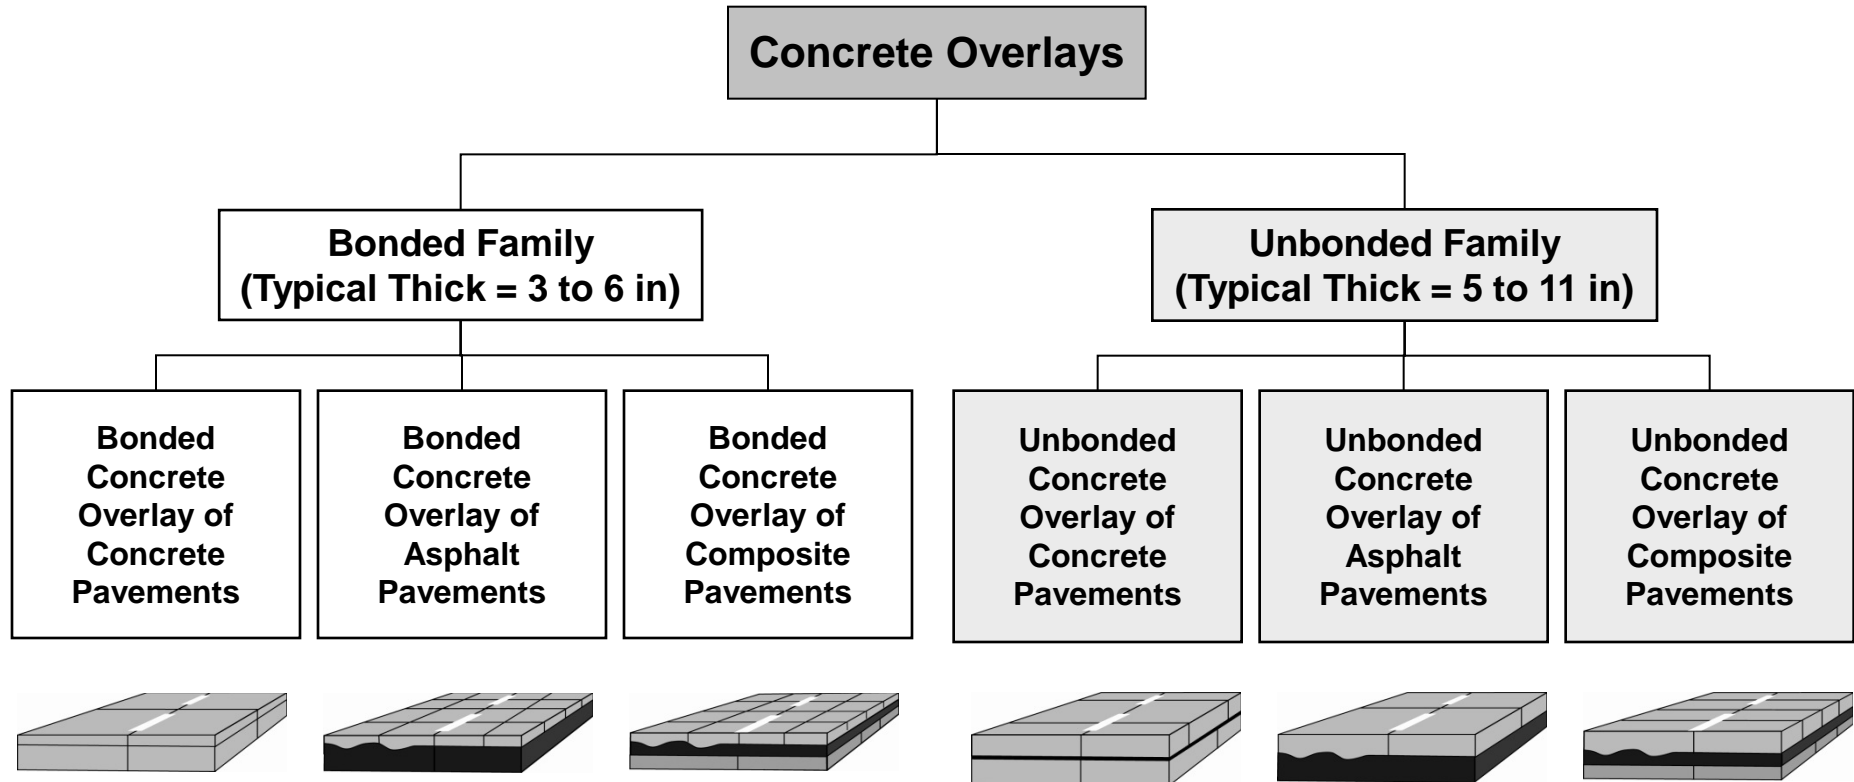 Concrete Overlays
Bonded Family
(Typical Thick = 3 to 6 in)
Unbonded Family
(Typical Thick = 5 to 11 in)
Bonded
Concrete
Overlay of
Concrete
Pavements
Bonded
Concrete
Overlay of
Asphalt
Pavements
Bonded
Concrete
Overlay of
Composite
Pavements
Unbonded
Concrete
Overlay of
Concrete
Pavements
Unbonded
Concrete
Overlay of
Asphalt
Pavements
Unbonded
Concrete
Overlay of
Composite
Pavements